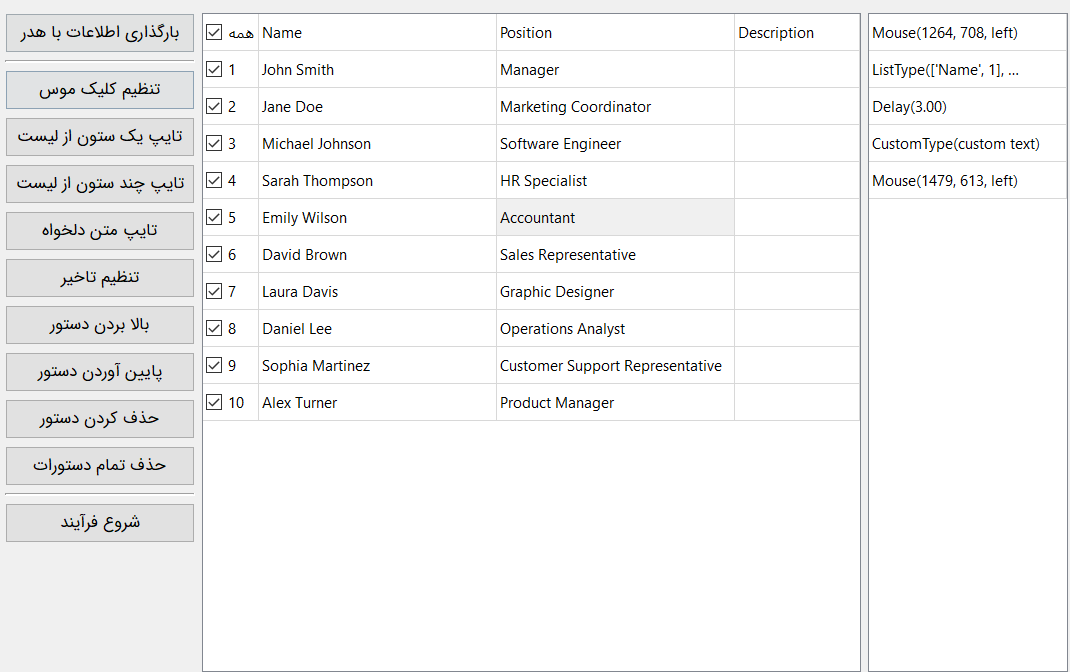 بارگذاری اطلاعات با هدر
تنظیم کلیک موس
تایپ یک ستون از لیست
تایپ چند ستون از لیست
تایپ متن دلخواه
تنظیم تاخیر
بالا بردن دستور
پایین آوردن دستور
حذف کردن دستور
حذف تمام دستورات
شروع فرآیند
همه Name Position Description
1 John Smith Manager
2 Jane Doe Marketing Coordinator
3 Michael Johnson Software Engineer
4 Sarah Thompson HR Specialist
5 Emily Wilson Accountant
6 David Brown Sales Representative
7 Laura Davis Graphic Designer
8 Daniel Lee Operations Analyst
9 Sophia Martinez Customer Support Representative
10 Alex Turner Product Manager
Mouse(1264, 708, left)
ListType(['Name', 1], ...
Delay(3.00)
CustomType(custom text)
Mouse(1479, 613, left)